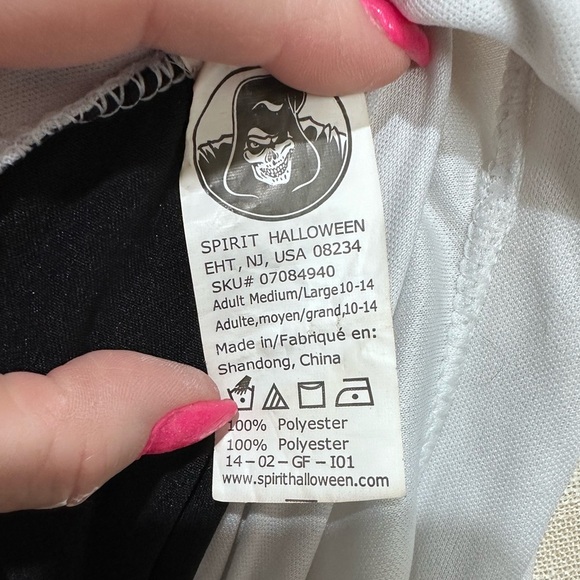 SPIRIT HALLOWEEN
EHT, NJ, USA 08234
SKU# 07084940
Adult Medium/Large10-14
Adulte,moyen/grand,10-14
Made in/Fabriqué en:
Shandong, China
100% Polyester
100% Polyester
14-02-GF-I01
www.spirithalloween.com